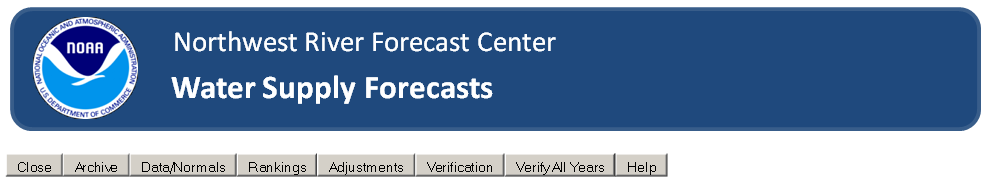 NATIONAL OCEANIC AND ATMOSPHERIC ADMINISTRATION
NOAA
U.S. DEPARTMENT OF COMMERCE
Northwest River Forecast Center
Water Supply Forecasts
Close Archive Data/Normals Rankings Adjustments Verification Verify All Years Help